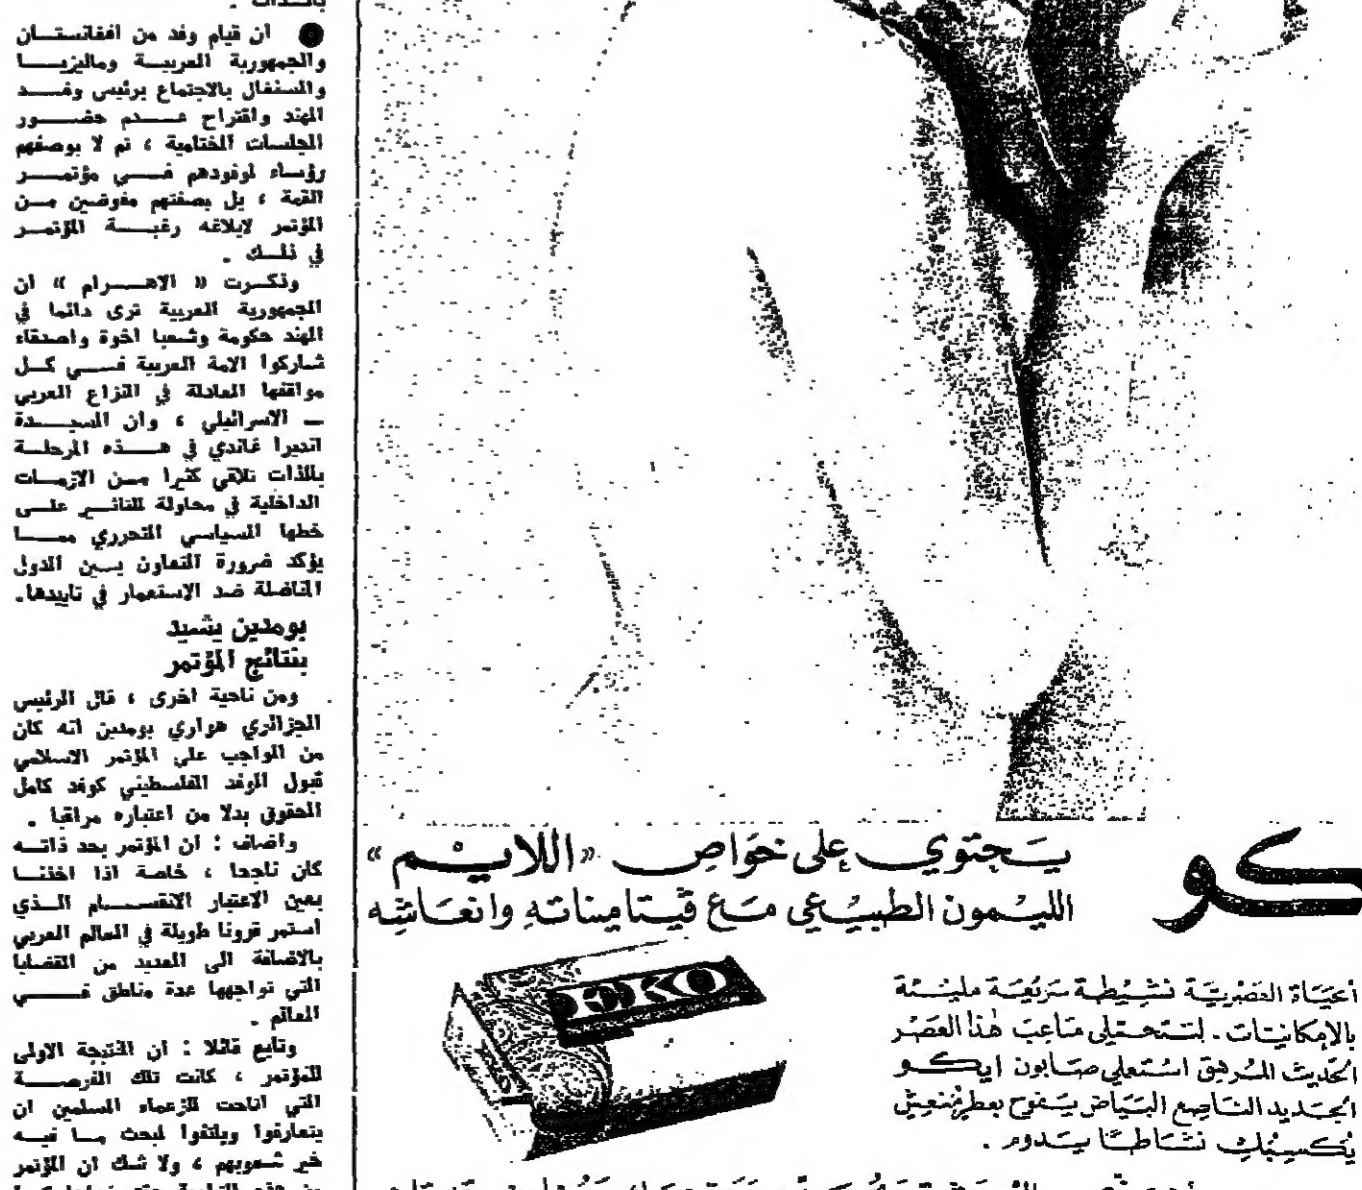 بالذات .
● ان قيام وفد من افغانستان
والجمهورية العربية وماليزيا
والسنغال بالاجتماع برئيس وفد
الهند واقتراح عدم حضور
الجلسات الختامية ، تم لا بوصفهم
رؤساء لوفودهم في مؤتمر
القمة ، بل بصفتهم مفوضين من
المؤتمر لابلاغه رغبة المؤتمر
في ذلك .
وذكرت « الاهرام » ان
الجمهورية العربية ترى دائما في
الهند حكومة وشعبا اخوة واصدقاء
شاركوا الامة العربية في كل
مواقفها العادلة في النزاع العربي
ـ الاسرائيلي ، وان السيدة
انديرا غاندي في هذه المرحلة
بالذات تلاقي كثيرا من الازمات
الداخلية في محاولة للتاثير على
خطها السياسي التحرري مما
يؤكد ضرورة التعاون بين الدول
المناضلة ضد الاستعمار في تاييدها.
بومدين يشيد
بنتائج المؤتمر
ومن ناحية اخرى ، قال الرئيس
الجزائري هواري بومدين انه كان
من الواجب على المؤتمر الاسلامي
قبول الوفد الفلسطيني كوفد كامل
الحقوق بدلا من اعتباره مراقبا .
وأضاف : ان المؤتمر بحد ذاته
كان ناجحا ، خاصة اذا اخذنا
بعين الاعتبار الانقسام الذي
أستمر قرونا طويلة في العالم العربي
بالاضافة الى العديد من القضايا
التي تواجهها عدة مناطق في
العالم .
وتابع قائلا : ان النتيجة الاولى
للمؤتمر ، كانت تلك الفرصة
التي اتاحت للزعماء المسلمين ان
يتعارفوا ويلتقوا لبحث ما فيه
خير شعوبهم ، ولا شك ان المؤتمر
كو
يحتوي على خواص «اللايم»
الليمون الطبيعي مع ڤيتاميناته وانعاشه
EKO
أحياة العصرية نشيطة سريعة مليئة
بالإمكانيات . لتتحملي متاعب هذا العصر
الحديث المرهق استعملي صابون ايكو
الجديد الناصع البياض يفوح بعطر منعش
يكسبك نشاطا يدوم .